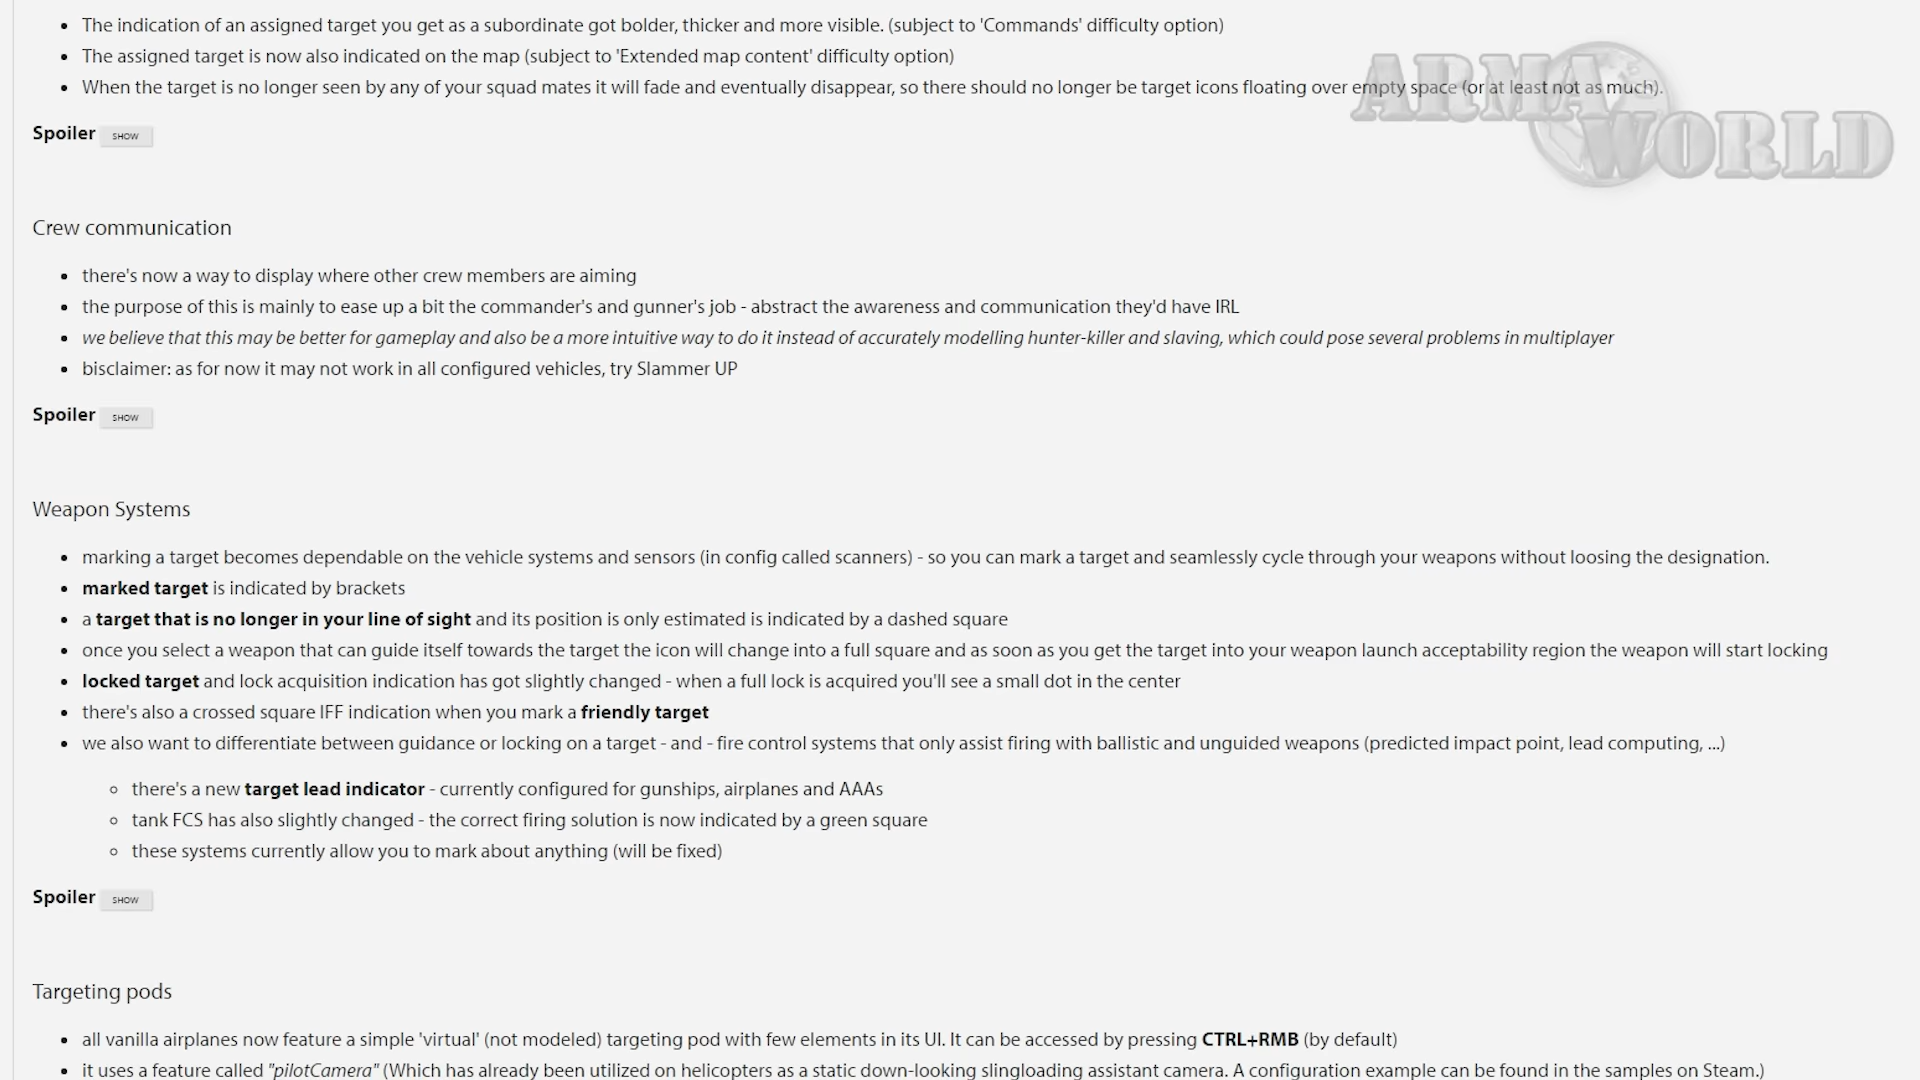 The indication of an assigned target you get as a subordinate got bolder, thicker and more visible. (subject to 'Commands' difficulty option)
The assigned target is now also indicated on the map (subject to 'Extended map content' difficulty option)
When the target is no longer seen by any of your squad mates it will fade and eventually disappear, so there should no longer be target icons floating over empty space (or at least not as much).
ARMA
WORLD
Spoiler SHOW
Crew communication
there's now a way to display where other crew members are aiming
the purpose of this is mainly to ease up a bit the commander's and gunner's job - abstract the awareness and communication they'd have IRL
we believe that this may be better for gameplay and also be a more intuitive way to do it instead of accurately modelling hunter-killer and slaving, which could pose several problems in multiplayer
bisclaimer: as for now it may not work in all configured vehicles, try Slammer UP
Spoiler SHOW
Weapon Systems
marking a target becomes dependable on the vehicle systems and sensors (in config called scanners) - so you can mark a target and seamlessly cycle through your weapons without loosing the designation.
marked target is indicated by brackets
a target that is no longer in your line of sight and its position is only estimated is indicated by a dashed square
once you select a weapon that can guide itself towards the target the icon will change into a full square and as soon as you get the target into your weapon launch acceptability region the weapon will start locking
locked target and lock acquisition indication has got slightly changed - when a full lock is acquired you'll see a small dot in the center
there's also a crossed square IFF indication when you mark a friendly target
we also want to differentiate between guidance or locking on a target - and - fire control systems that only assist firing with ballistic and unguided weapons (predicted impact point, lead computing, ...)
there's a new target lead indicator - currently configured for gunships, airplanes and AAAs
tank FCS has also slightly changed - the correct firing solution is now indicated by a green square
these systems currently allow you to mark about anything (will be fixed)
Spoiler SHOW
Targeting pods
all vanilla airplanes now feature a simple 'virtual' (not modeled) targeting pod with few elements in its UI. It can be accessed by pressing CTRL+RMB (by default)
it uses a feature called "pilotCamera" (Which has already been utilized on helicopters as a static down-looking slingloading assistant camera. A configuration example can be found in the samples on Steam.)